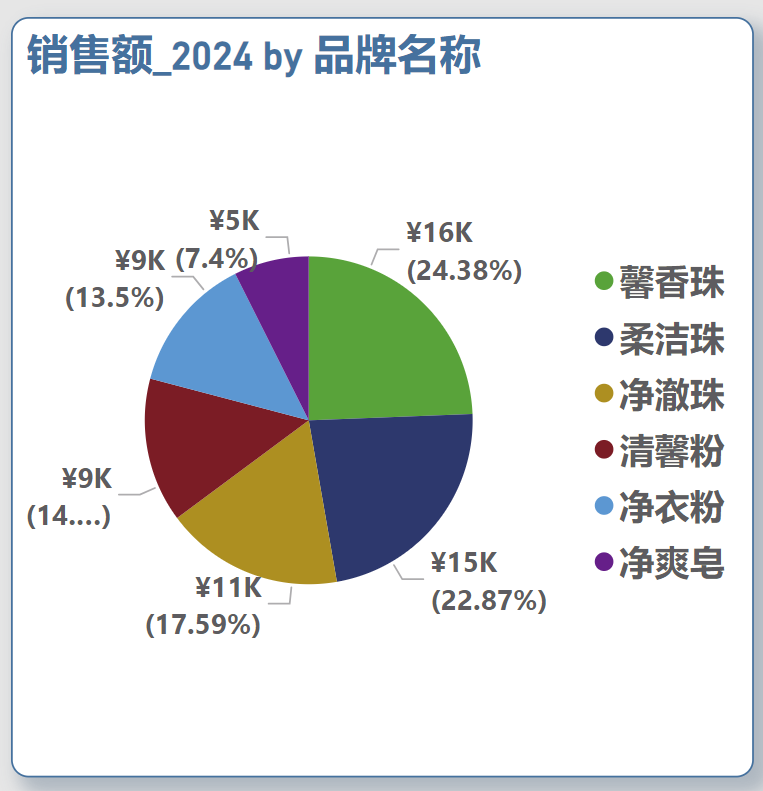 销售额_2024 by 品牌名称
¥5K
(7.4%)
¥16K
(24.38%)
¥9K
(13.5%)
¥9K
(14....)
¥11K
(17.59%)
¥15K
(22.87%)
馨香珠
柔洁珠
净澈珠
清馨粉
净衣粉
净爽皂